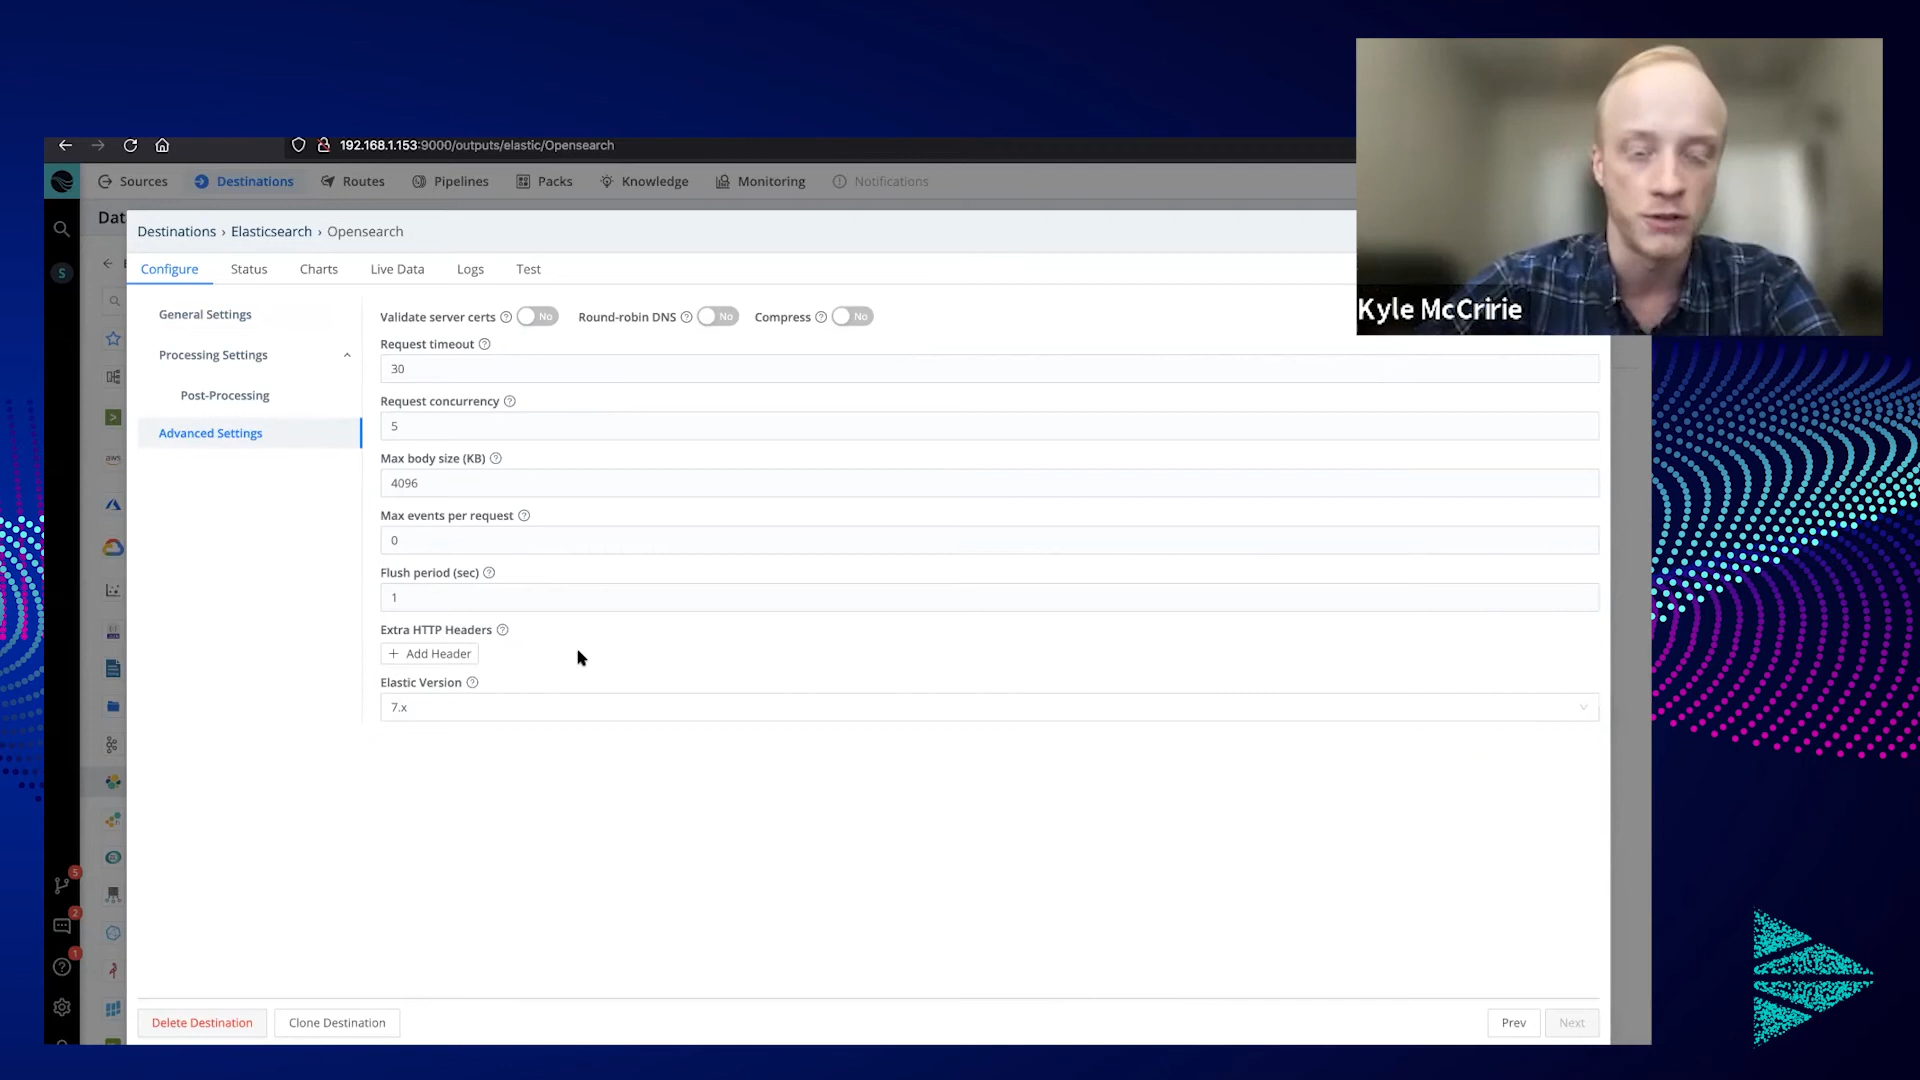 192.168.1.153:9000/outputs/elastic/Opensearch
Sources
Destinations
Routes
Pipelines
Packs
Knowledge
Monitoring
Notifications
Dat
S
Destinations › Elasticsearch › Opensearch
Configure
Status
Charts
Live Data
Logs
Test
General Settings
Processing Settings
Post-Processing
Advanced Settings
Validate server certs
No
Round-robin DNS
No
Compress
No
Request timeout
30
Request concurrency
5
Max body size (KB)
4096
Max events per request
0
Flush period (sec)
1
Extra HTTP Headers
+ Add Header
Elastic Version
7.x
aws
5
2
1
Delete Destination
Clone Destination
Prev
Next
Kyle McCririe